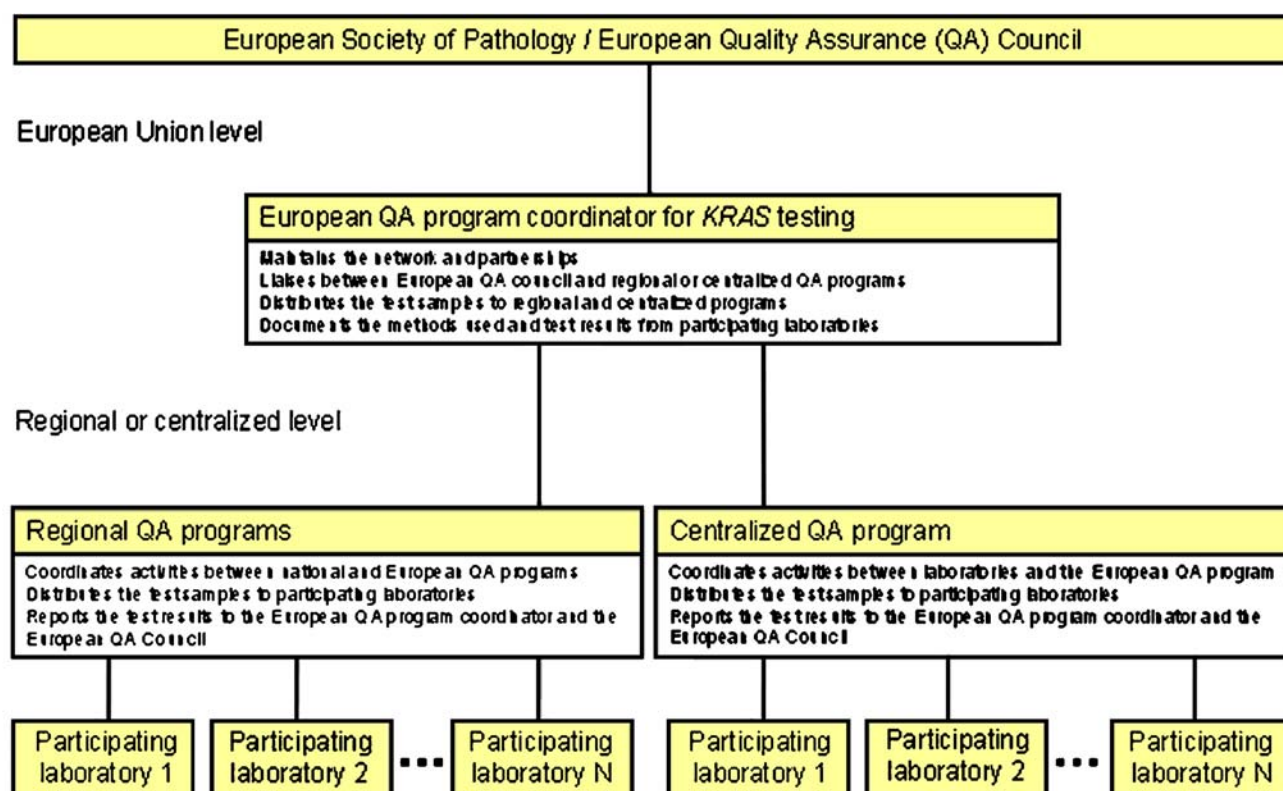 European Society of Pathology / European Quality Assurance (QA) Council
European Union level
European QA program coordinator for KRAS testing
Maintains the network and partnerships
Liaises between European QA council and regional or centralized QA programs
Distributes the test samples to regional and centralized programs
Documents the methods used and test results from participating laboratories
Regional or centralized level
Regional QA programs
Coordinates activities between national and European QA programs
Distributes the test samples to participating laboratories
Reports the test results to the European QA program coordinator and the
European QA Council
Centralized QA program
Coordinates activities between laboratories and the European QA program
Distributes the test samples to participating laboratories
Reports the test results to the European QA program coordinator and the
European QA Council
Participating
laboratory 1
Participating
laboratory 2
...
Participating
laboratory N
Participating
laboratory 1
Participating
laboratory 2
...
Participating
laboratory N